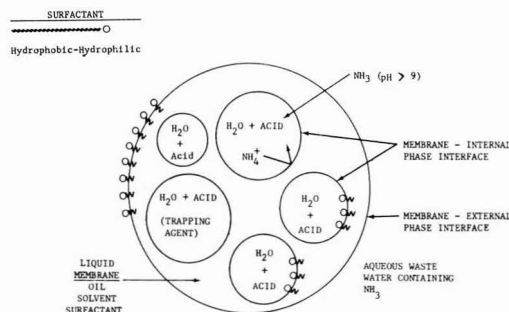 SURFACTANT
Hydrophobic-Hydrophilic
NH3 (pH > 9)
H2O
+
Acid
H2O + ACID
NH4+
MEMBRANE - INTERNAL
PHASE INTERFACE
H2O + ACID
(TRAPPING
AGENT)
H2O
+
ACID
MEMBRANE - EXTERNAL
PHASE INTERFACE
H2O
+
ACID
LIQUID
MEMBRANE
OIL
SOLVENT
SURFACTANT
AQUEOUS WASTE
WATER CONTAINING
NH3